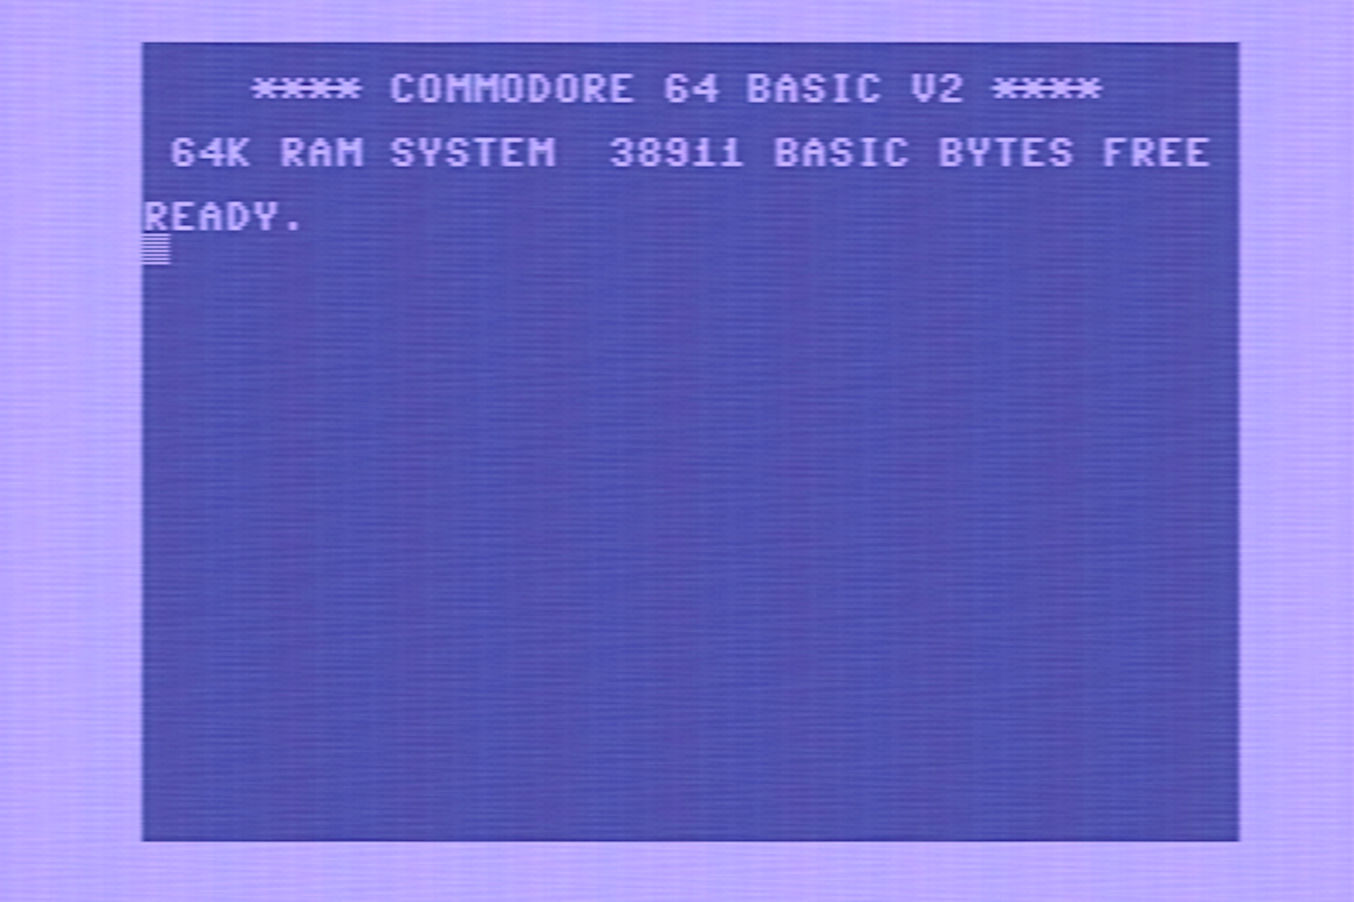 **** COMMODORE 64 BASIC V2 ****
64K RAM SYSTEM  38911 BASIC BYTES FREE
READY.